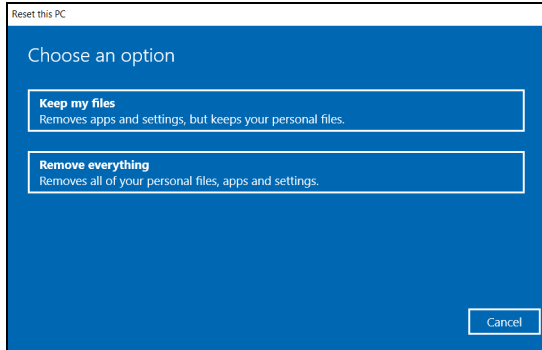 Reset this PC
Choose an option
Keep my files
Removes apps and settings, but keeps your personal files.
Remove everything
Removes all of your personal files, apps and settings.
Cancel